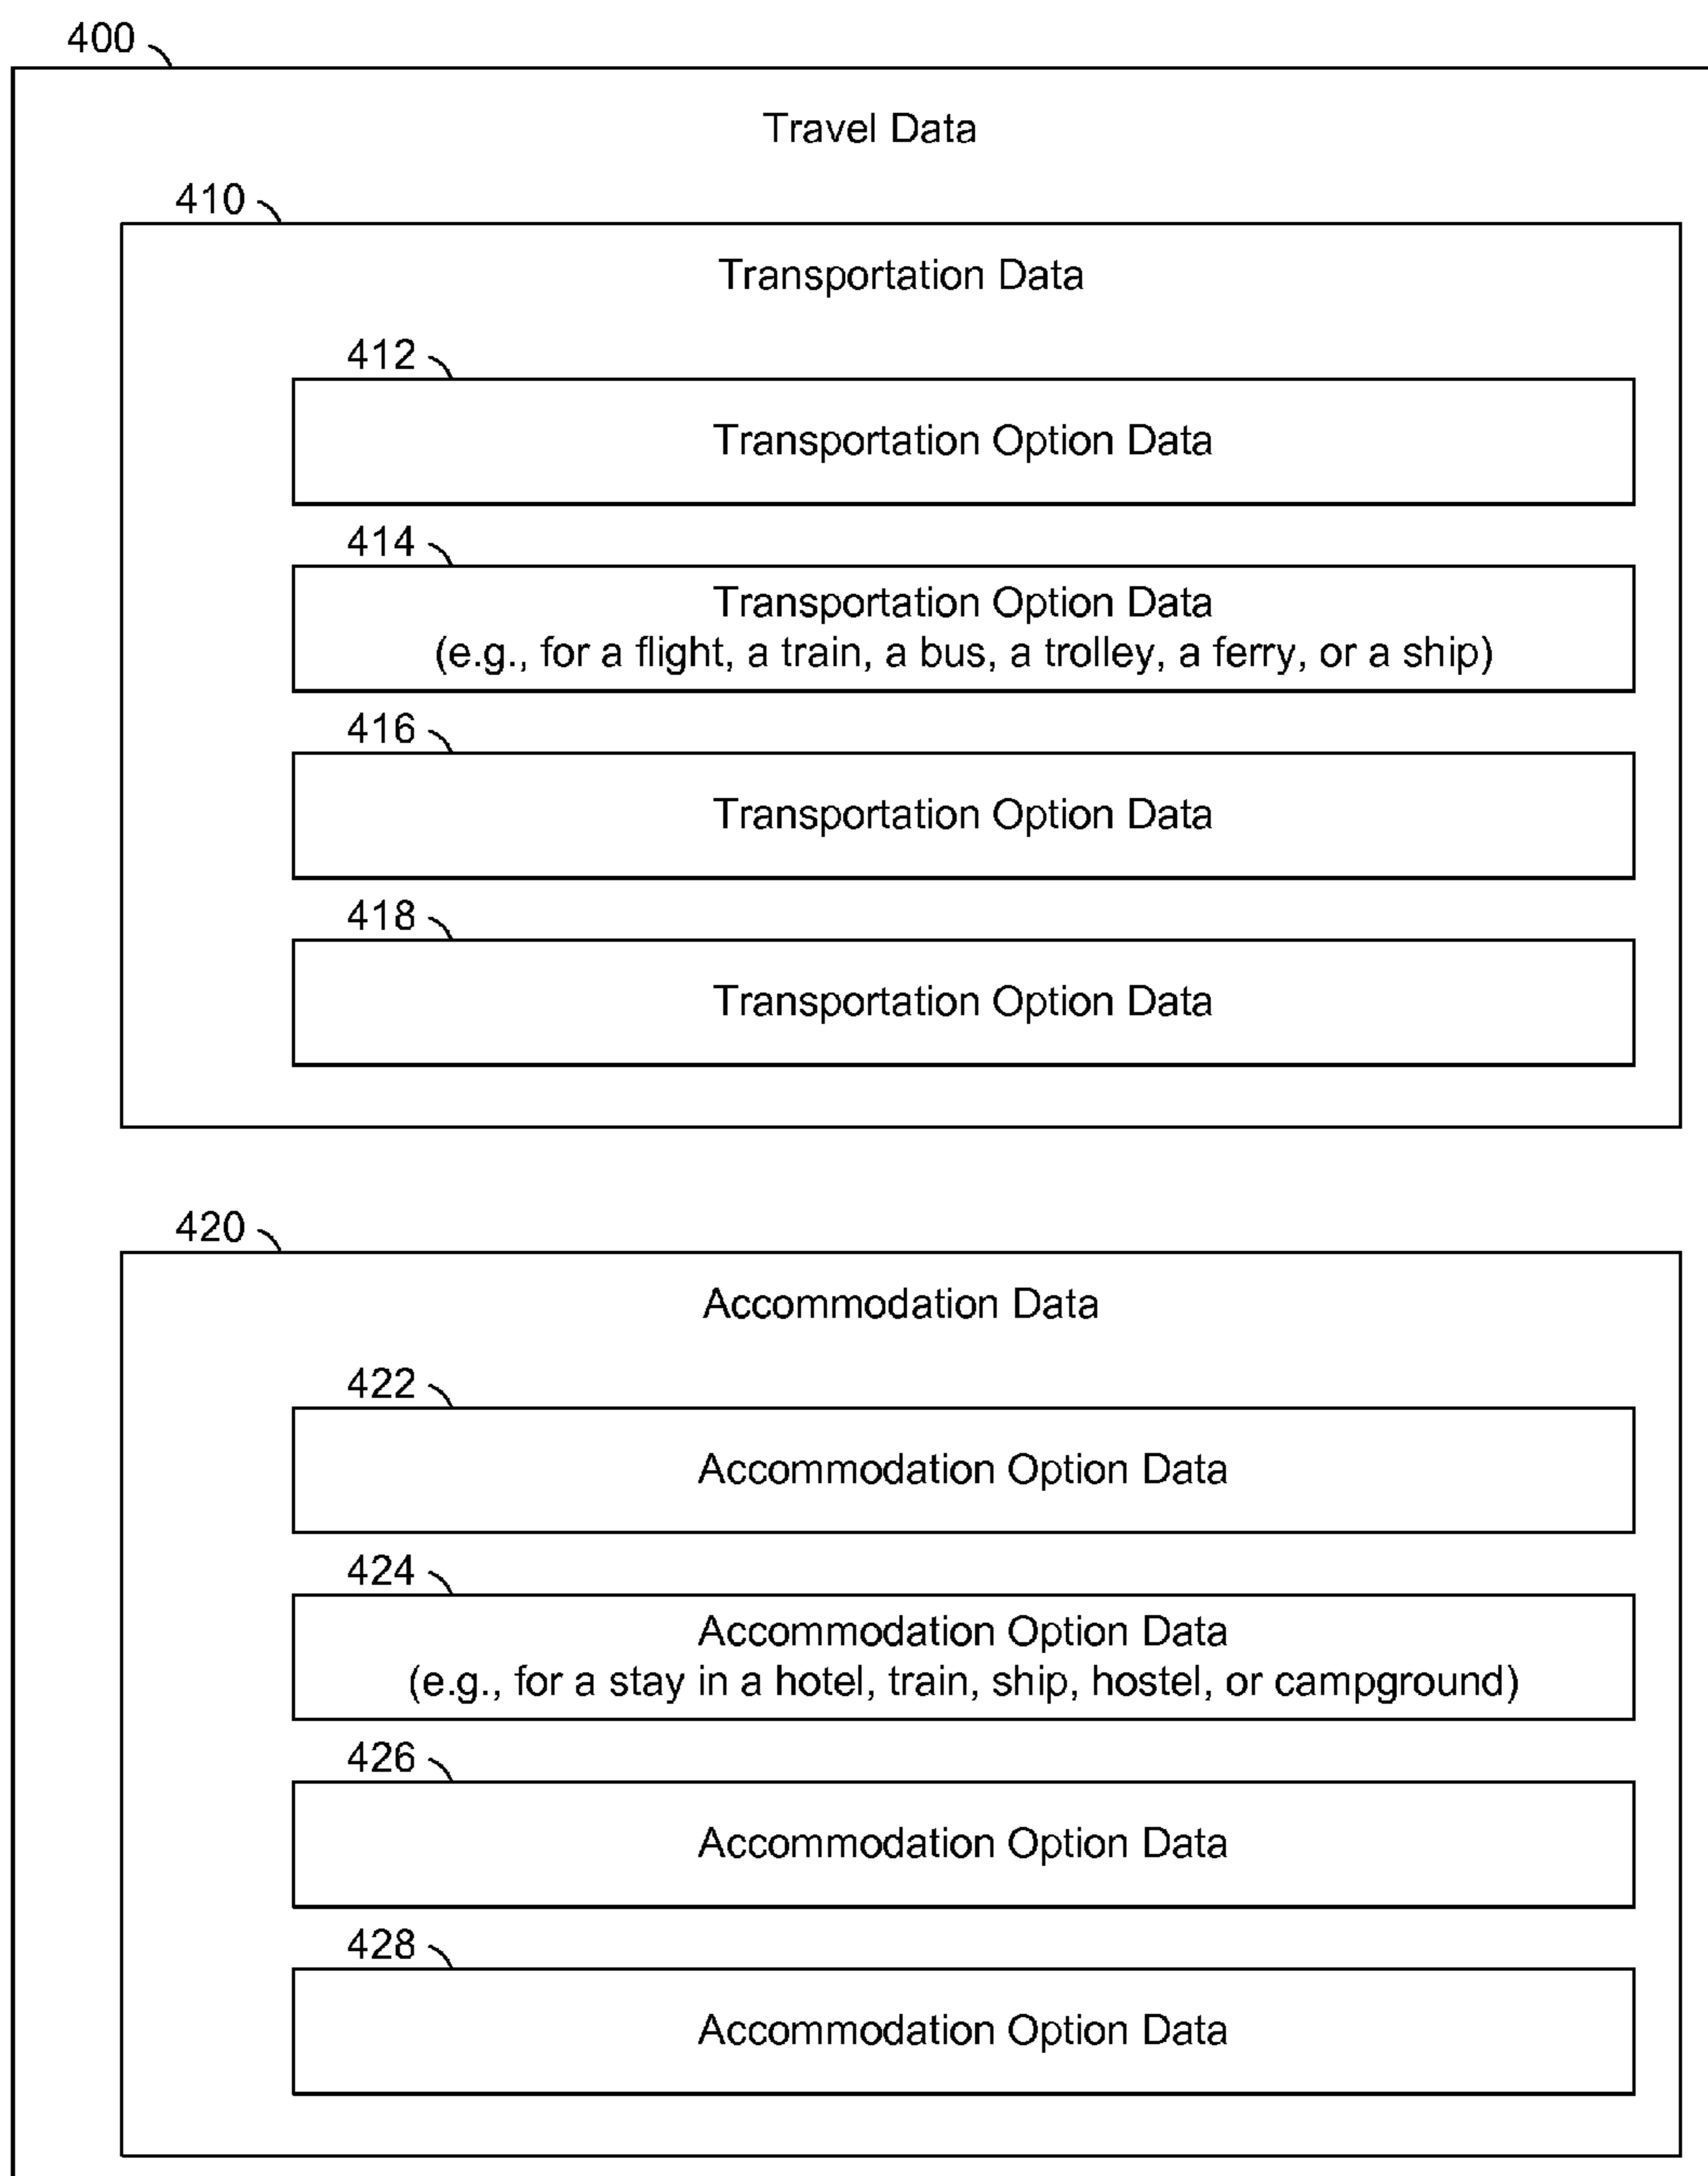 400
Travel Data
410
Transportation Data
412
Transportation Option Data
414
Transportation Option Data
(e.g., for a flight, a train, a bus, a trolley, a ferry, or a ship)
416
Transportation Option Data
418
Transportation Option Data
420
Accommodation Data
422
Accommodation Option Data
424
Accommodation Option Data
(e.g., for a stay in a hotel, train, ship, hostel, or campground)
426
Accommodation Option Data
428
Accommodation Option Data